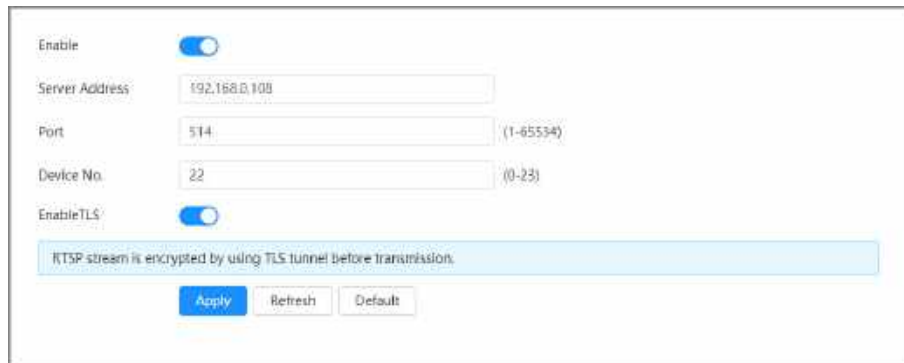 Enable
Server Address 192.168.0.108
Port 514 (1-65534)
Device No. 22 (0-23)
EnableTLS
RTSP stream is encrypted by using TLS tunnel before transmission.
Apply Refresh Default